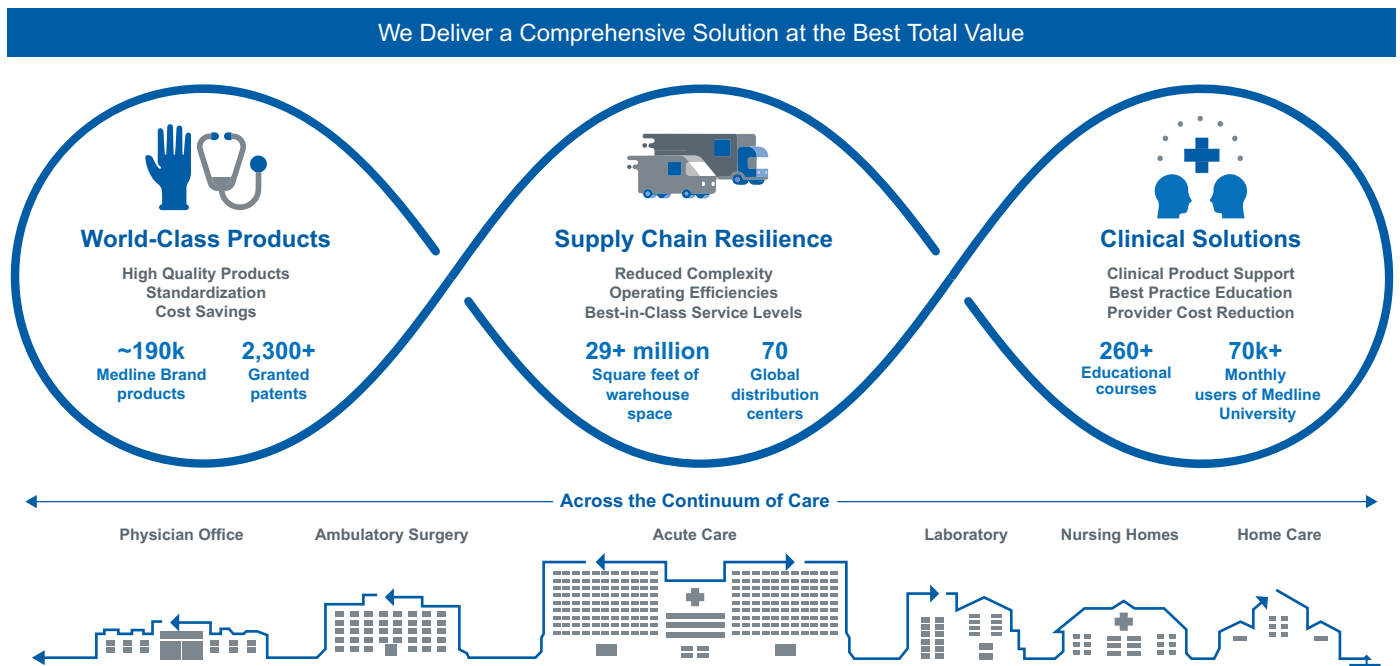 We Deliver a Comprehensive Solution at the Best Total Value
World-Class Products
High Quality Products
Standardization
Cost Savings
~190k
Medline Brand
products
2,300+
Granted
patents
Supply Chain Resilience
Reduced Complexity
Operating Efficiencies
Best-in-Class Service Levels
29+ million
Square feet of
warehouse
space
70
Global
distribution
centers
Clinical Solutions
Clinical Product Support
Best Practice Education
Provider Cost Reduction
260+
Educational
courses
70k+
Monthly
users of Medline
University
Across the Continuum of Care
Physician Office
Ambulatory Surgery
Acute Care
Laboratory
Nursing Homes
Home Care